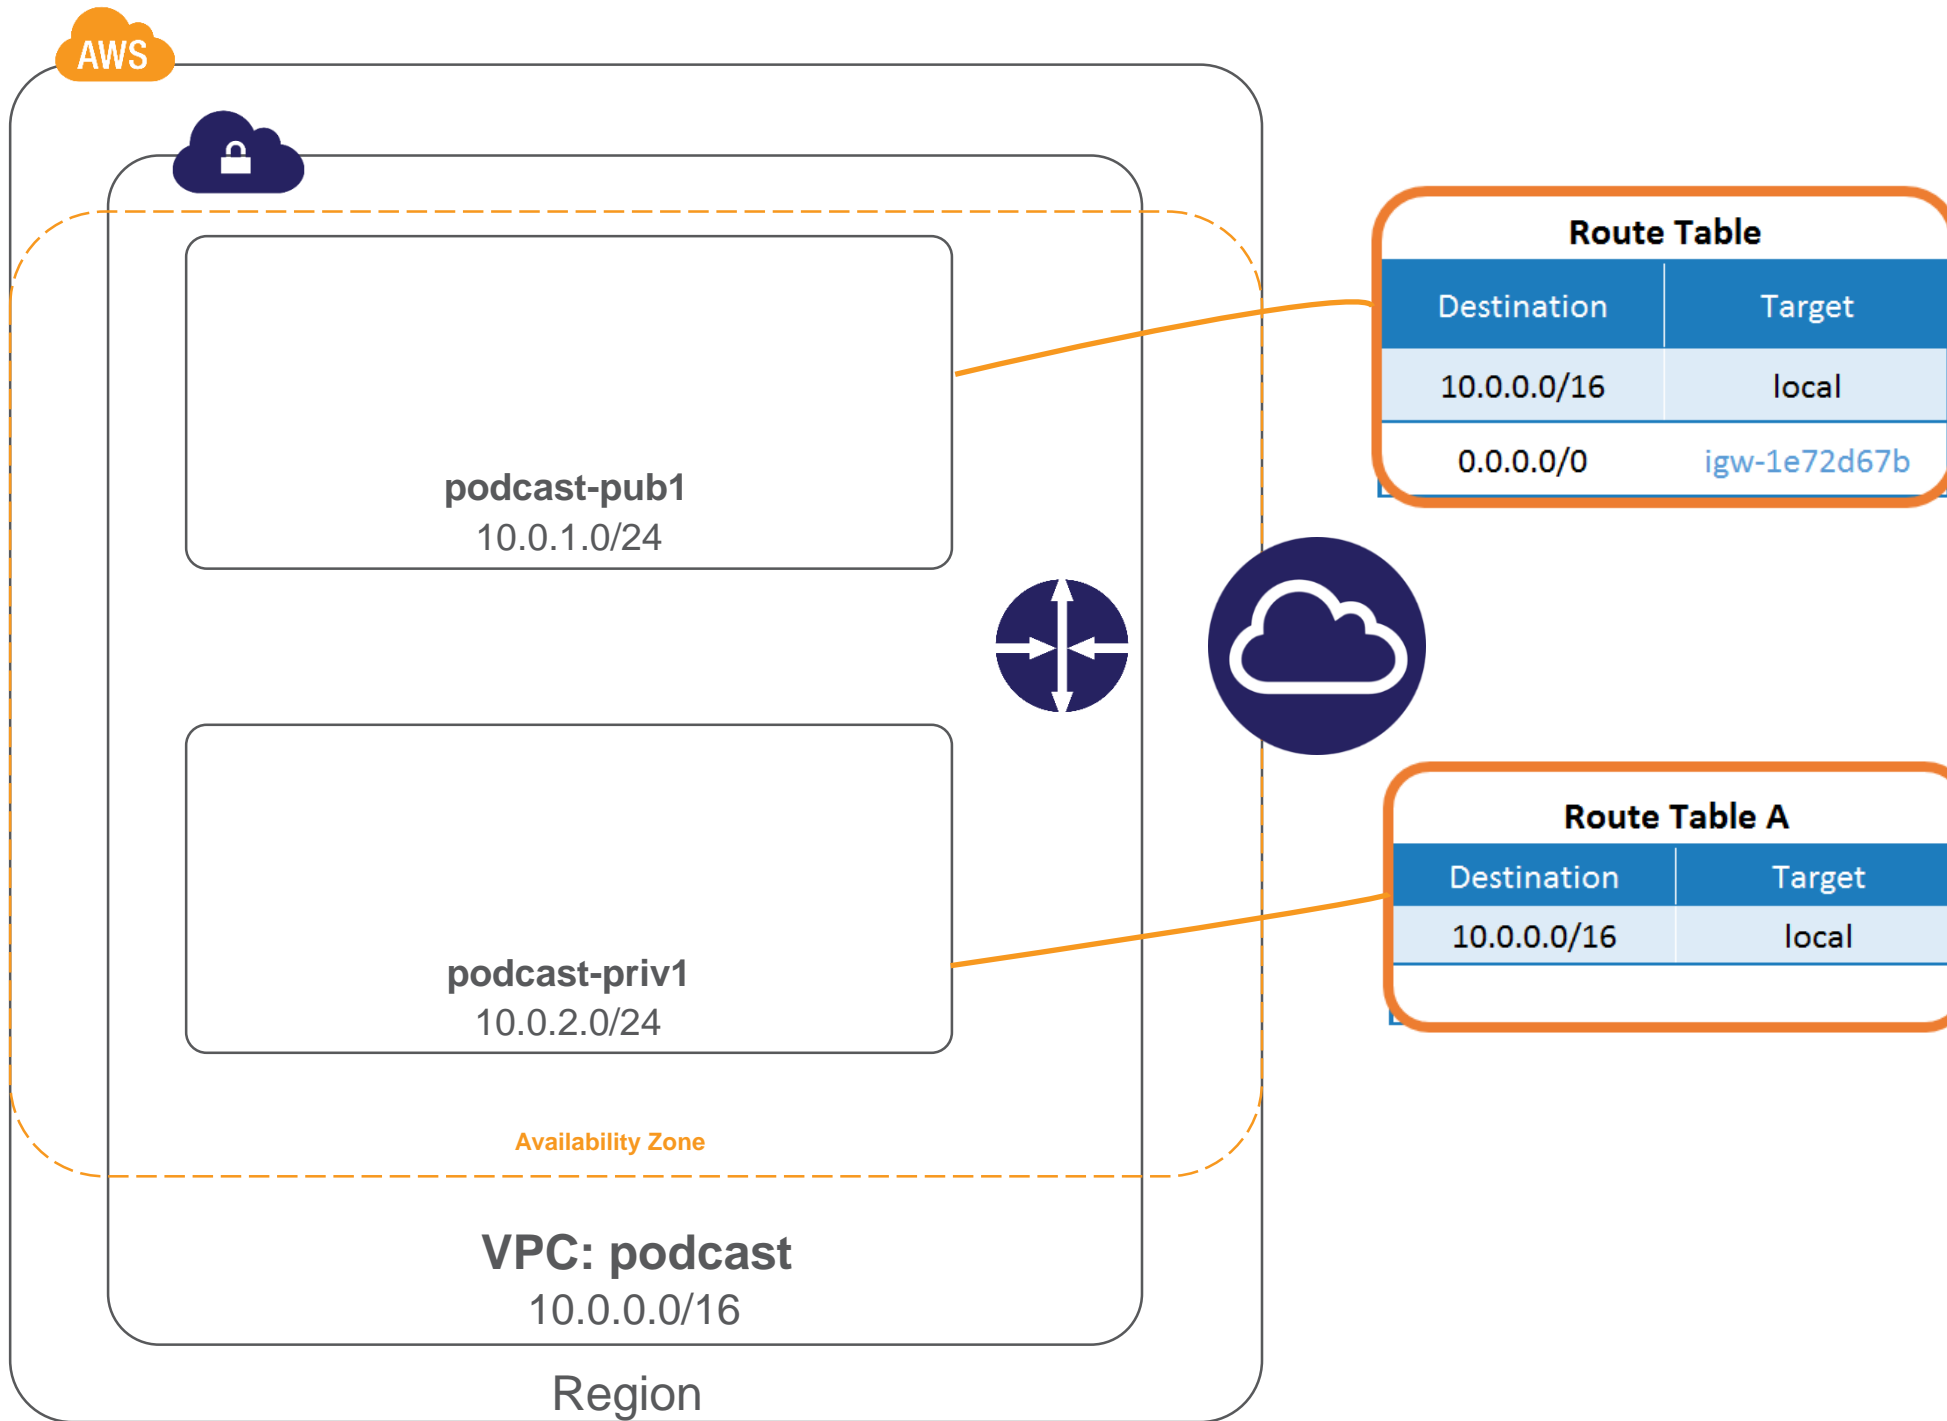 AWS
Route Table
Destination Target
10.0.0.0/16 local
0.0.0.0/0 igw-1e72d67b
podcast-pub1
10.0.1.0/24
Route Table A
Destination Target
10.0.0.0/16 local
podcast-priv1
10.0.2.0/24
Availability Zone
VPC: podcast
10.0.0.0/16
Region